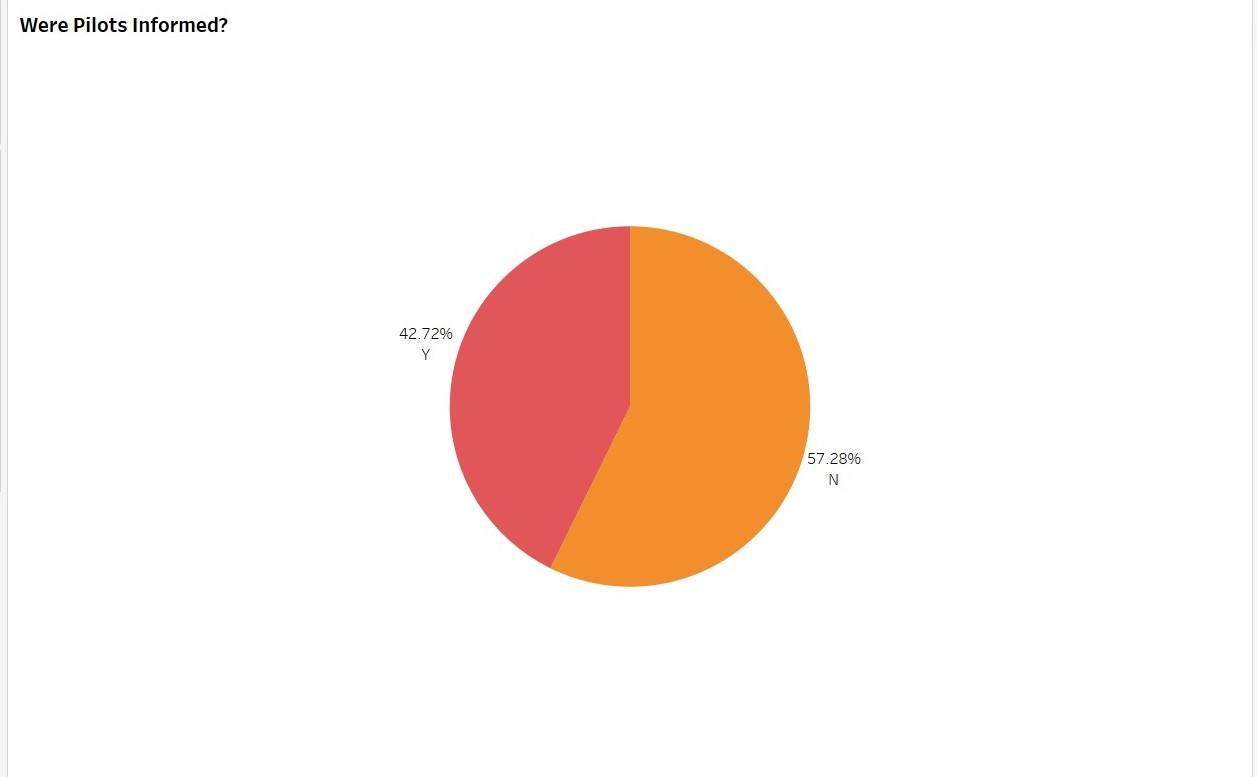 Were Pilots Informed?
42.72%
Y
57.28%
N